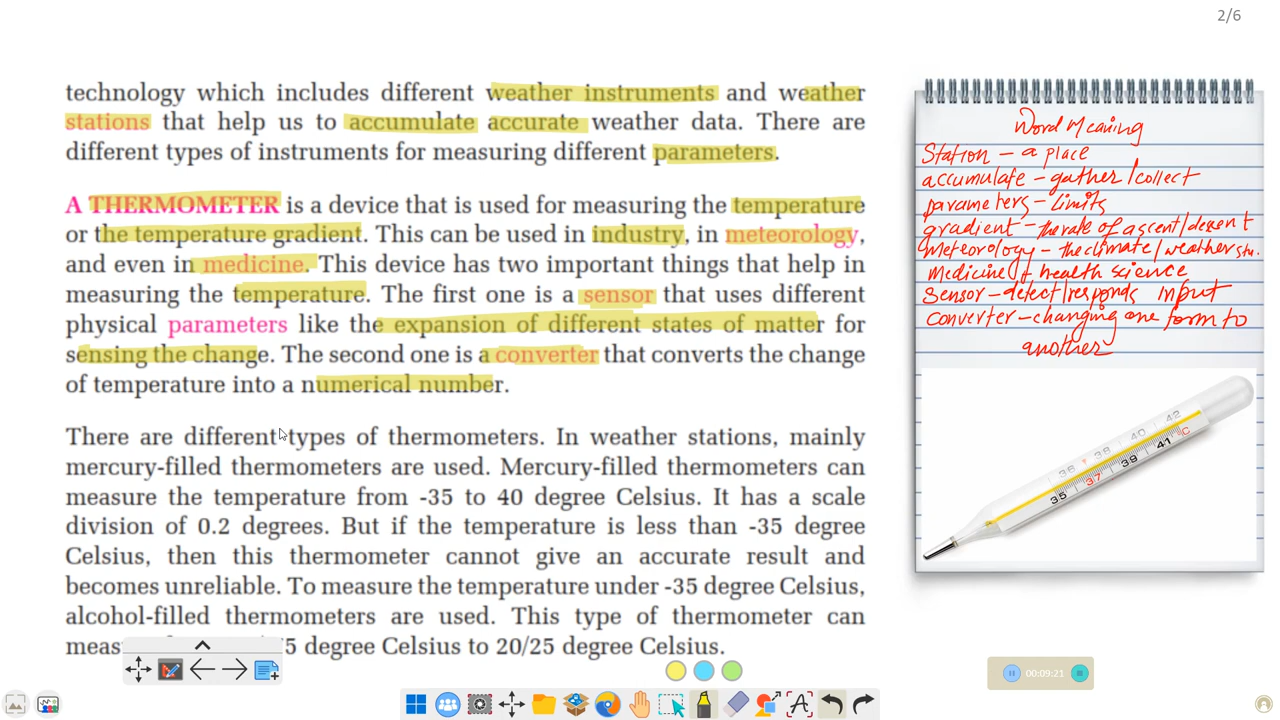 2/6
technology which includes different weather instruments and weather
stations that help us to accumulate accurate weather data. There are
different types of instruments for measuring different parameters.
A THERMOMETER is a device that is used for measuring the temperature
or the temperature gradient. This can be used in industry, in meteorology,
and even in medicine. This device has two important things that help in
measuring the temperature. The first one is a sensor that uses different
physical parameters like the expansion of different states of matter for
sensing the change. The second one is a converter that converts the change
of temperature into a numerical number.
There are different types of thermometers. In weather stations, mainly
mercury-filled thermometers are used. Mercury-filled thermometers can
measure the temperature from -35 to 40 degree Celsius. It has a scale
division of 0.2 degrees. But if the temperature is less than -35 degree
Celsius, then this thermometer cannot give an accurate result and
becomes unreliable. To measure the temperature under -35 degree Celsius,
alcohol-filled thermometers are used. This type of thermometer can
5 degree Celsius to 20/25 degree Celsius.
Word Meaning
Station - a place
accumulate - gather / collect
parameters - limits
gradient - the rate of ascent/descent
Meteorology - the climate / weather stu.
Medicine - health science
Sensor - detect/responds input
Converter - changing one form to
another
36 38 40 42
35 37 39 41 C
00:09:21